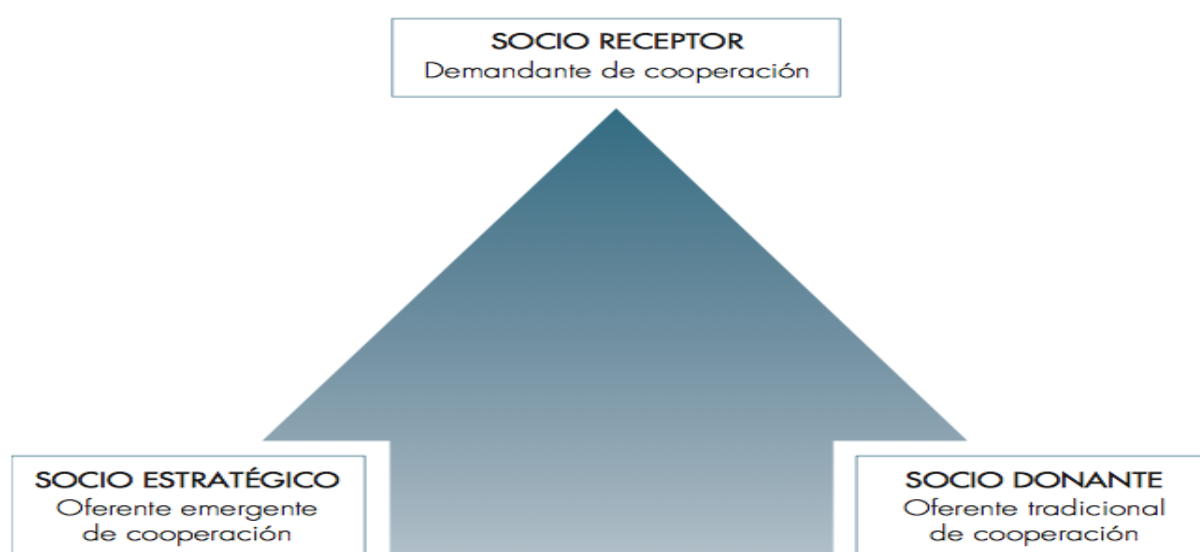 SOCIO RECEPTOR
Demandante de cooperación
SOCIO ESTRATÉGICO
Oferente emergente
de cooperación
SOCIO DONANTE
Oferente tradicional
de cooperación